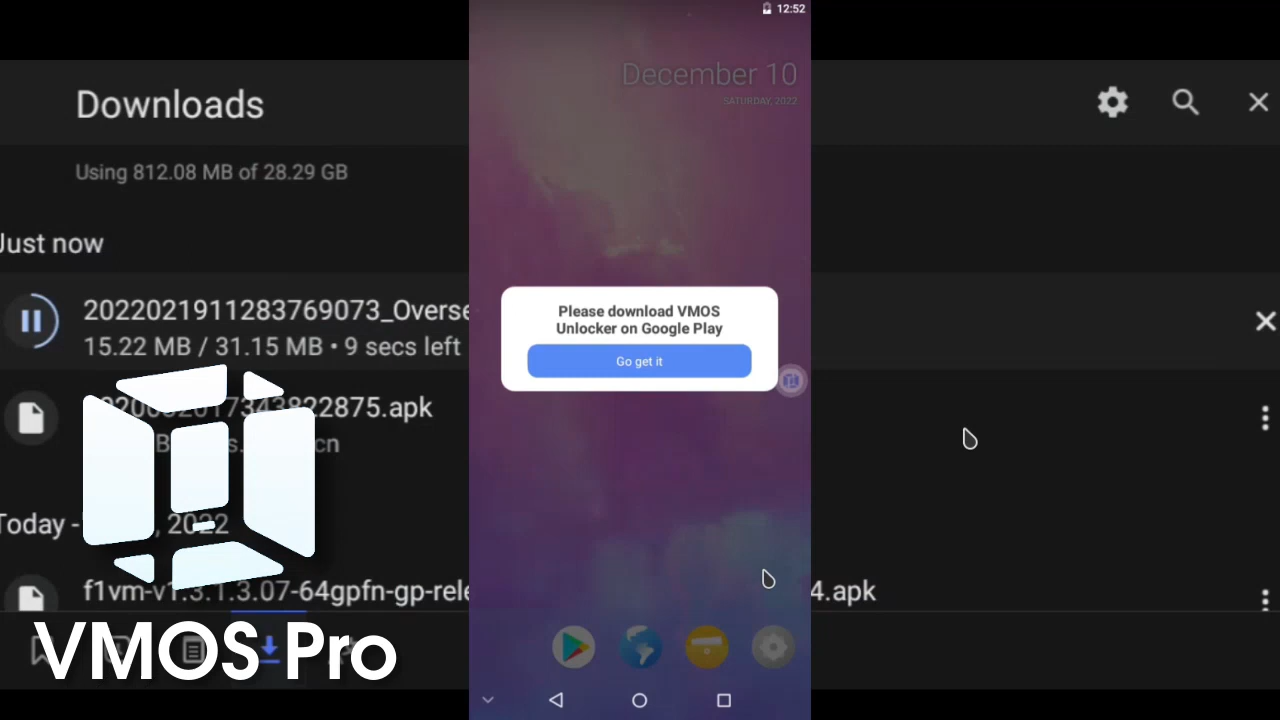 12:52
December 10
SATURDAY, 2022
Downloads
Using 812.08 MB of 28.29 GB
Just now
2022021911283769073_Overse
15.22 MB / 31.15 MB • 9 secs left
Please download VMOS
Unlocker on Google Play
Go get it
2875.apk
cn
Today -
, 2022
f1vm-v1.3.1.3.07-64gpfn-gp-rele
4.apk
VMOS Pro